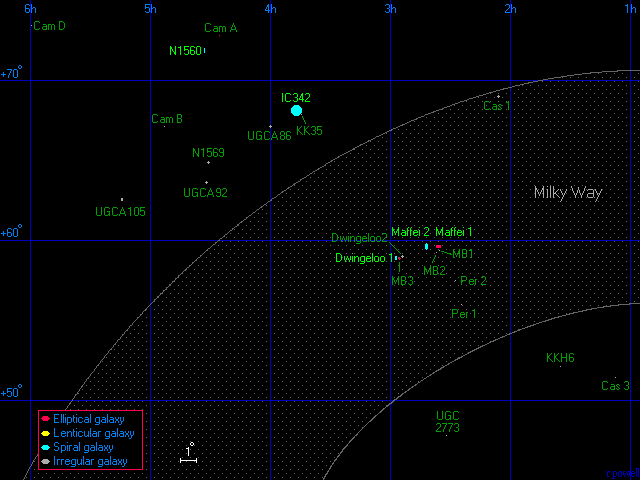 6h 5h 4h 3h 2h 1h
Cam D
Cam A
N1560
+70°
IC342
Cas 1
Cam B
KK35
UGCA86
N1569
UGCA92
Milky Way
UGCA105
Maffei 2 Maffei 1
Dwingeloo2
+60°
MB1
Dwingeloo 1
MB2
MB3
Per 2
Per 1
KKH6
Cas 3
+50°
UGC
2773
Elliptical galaxy
Lenticular galaxy
Spiral galaxy
Irregular galaxy
1°